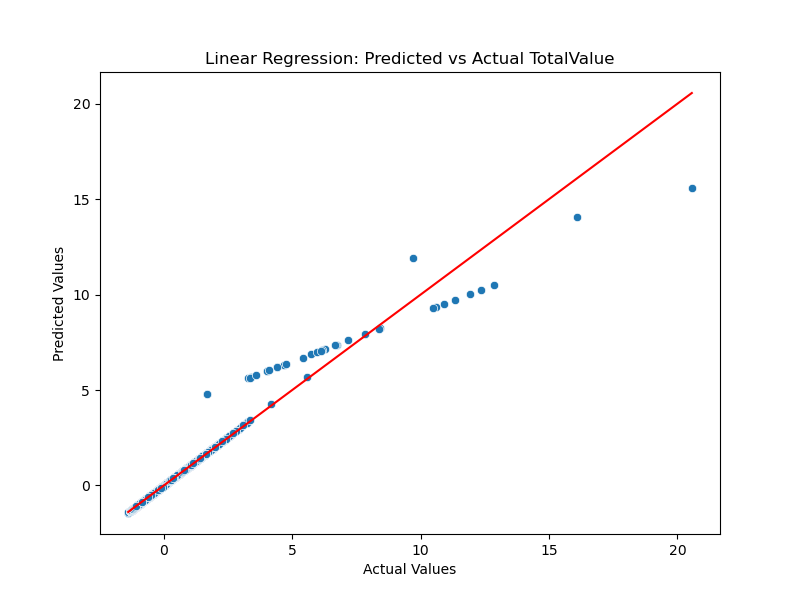 Linear Regression: Predicted vs Actual TotalValue
20
15
10
5
0
Predicted Values
0 5 10 15 20
Actual Values